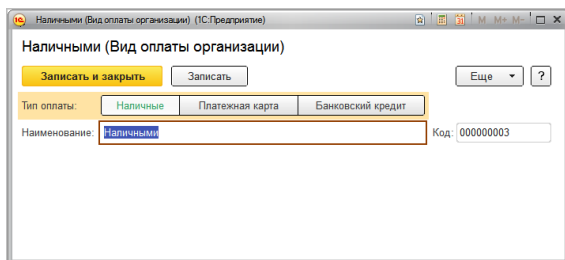 Наличными (Вид оплаты организации) (1С:Предприятие) M M+ M-
Наличными (Вид оплаты организации)
Записать и закрыть Записать Еще ?
Тип оплаты: Наличные Платежная карта Банковский кредит
Наименование: Наличными Код: 000000003